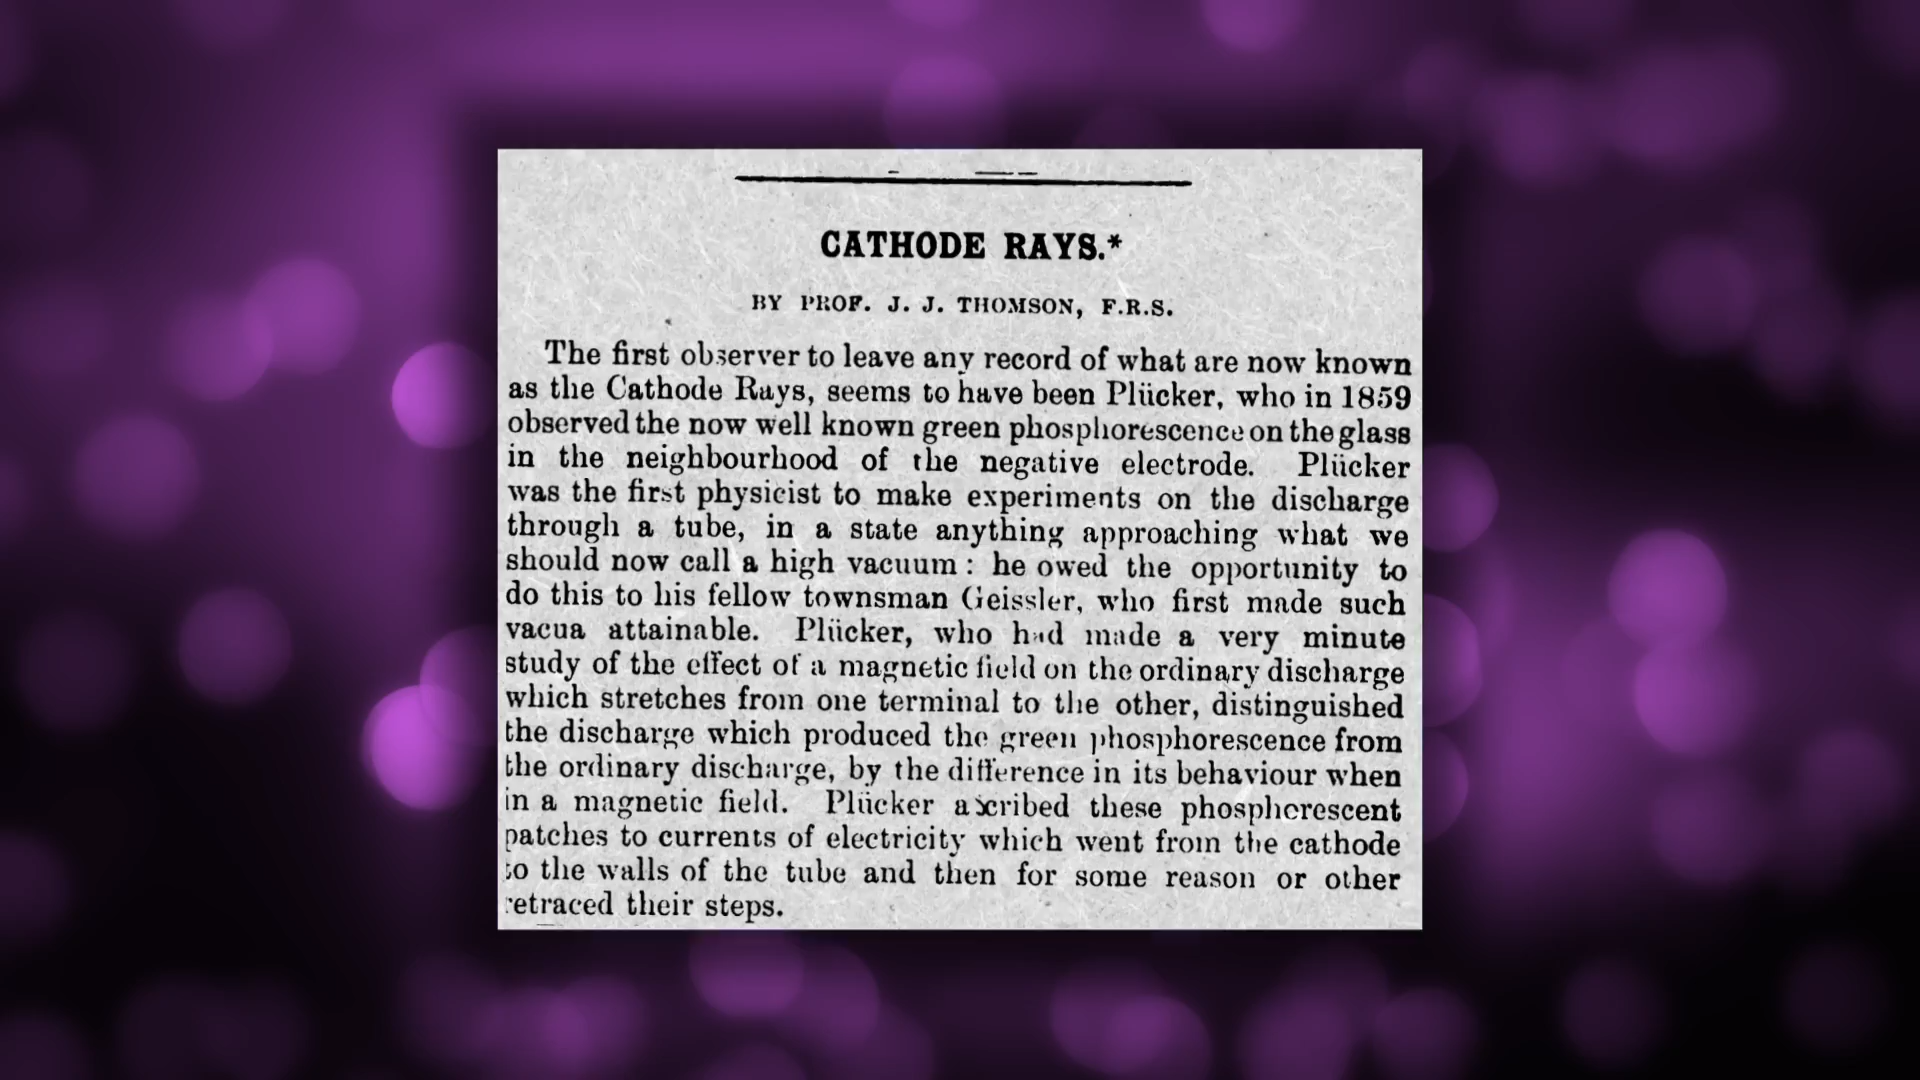 CATHODE RAYS.*
BY PROF. J. J. THOMSON, F.R.S.
The first observer to leave any record of what are now known
as the Cathode Rays, seems to have been Plücker, who in 1859
observed the now well known green phosphorescence on the glass
in the neighbourhood of the negative electrode. Plücker
was the first physicist to make experiments on the discharge
through a tube, in a state anything approaching what we
should now call a high vacuum : he owed the opportunity to
do this to his fellow townsman Geissler, who first made such
vacua attainable. Plücker, who had made a very minute
study of the effect of a magnetic field on the ordinary discharge
which stretches from one terminal to the other, distinguished
the discharge which produced the green phosphorescence from
the ordinary discharge, by the difference in its behaviour when
in a magnetic field. Plücker ascribed these phosphorescent
patches to currents of electricity which went from the cathode
to the walls of the tube and then for some reason or other
retraced their steps.